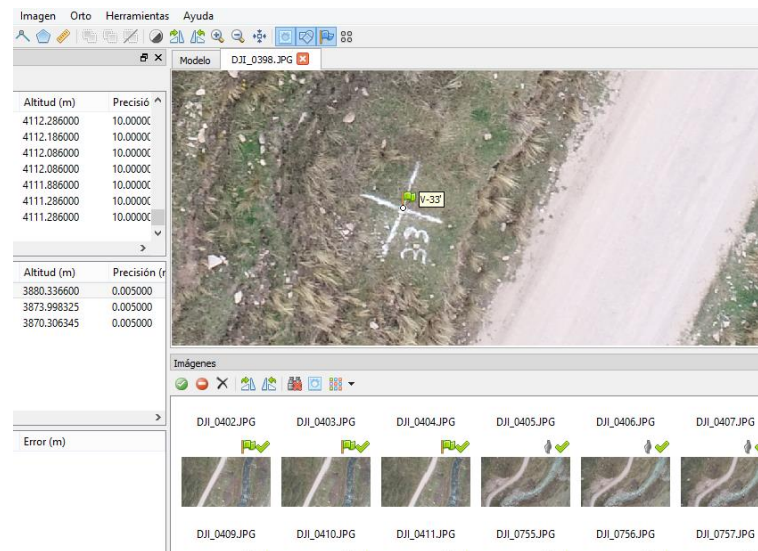 Imagen Orto Herramientas Ayuda
Modelo DJI_0398.JPG
Altitud (m) Precisió
4112.286000 10.00000
4112.186000 10.00000
4112.086000 10.00000
4112.086000 10.00000
4111.886000 10.00000
4111.286000 10.00000
4111.286000 10.00000
V-33'
33
Altitud (m) Precisión (r
3880.336600 0.005000
3873.998325 0.005000
3870.306345 0.005000
Error (m)
Imágenes
DJI_0402.JPG DJI_0403.JPG DJI_0404.JPG DJI_0405.JPG DJI_0406.JPG DJI_0407.JPG
DJI_0409.JPG DJI_0410.JPG DJI_0411.JPG DJI_0755.JPG DJI_0756.JPG DJI_0757.JPG